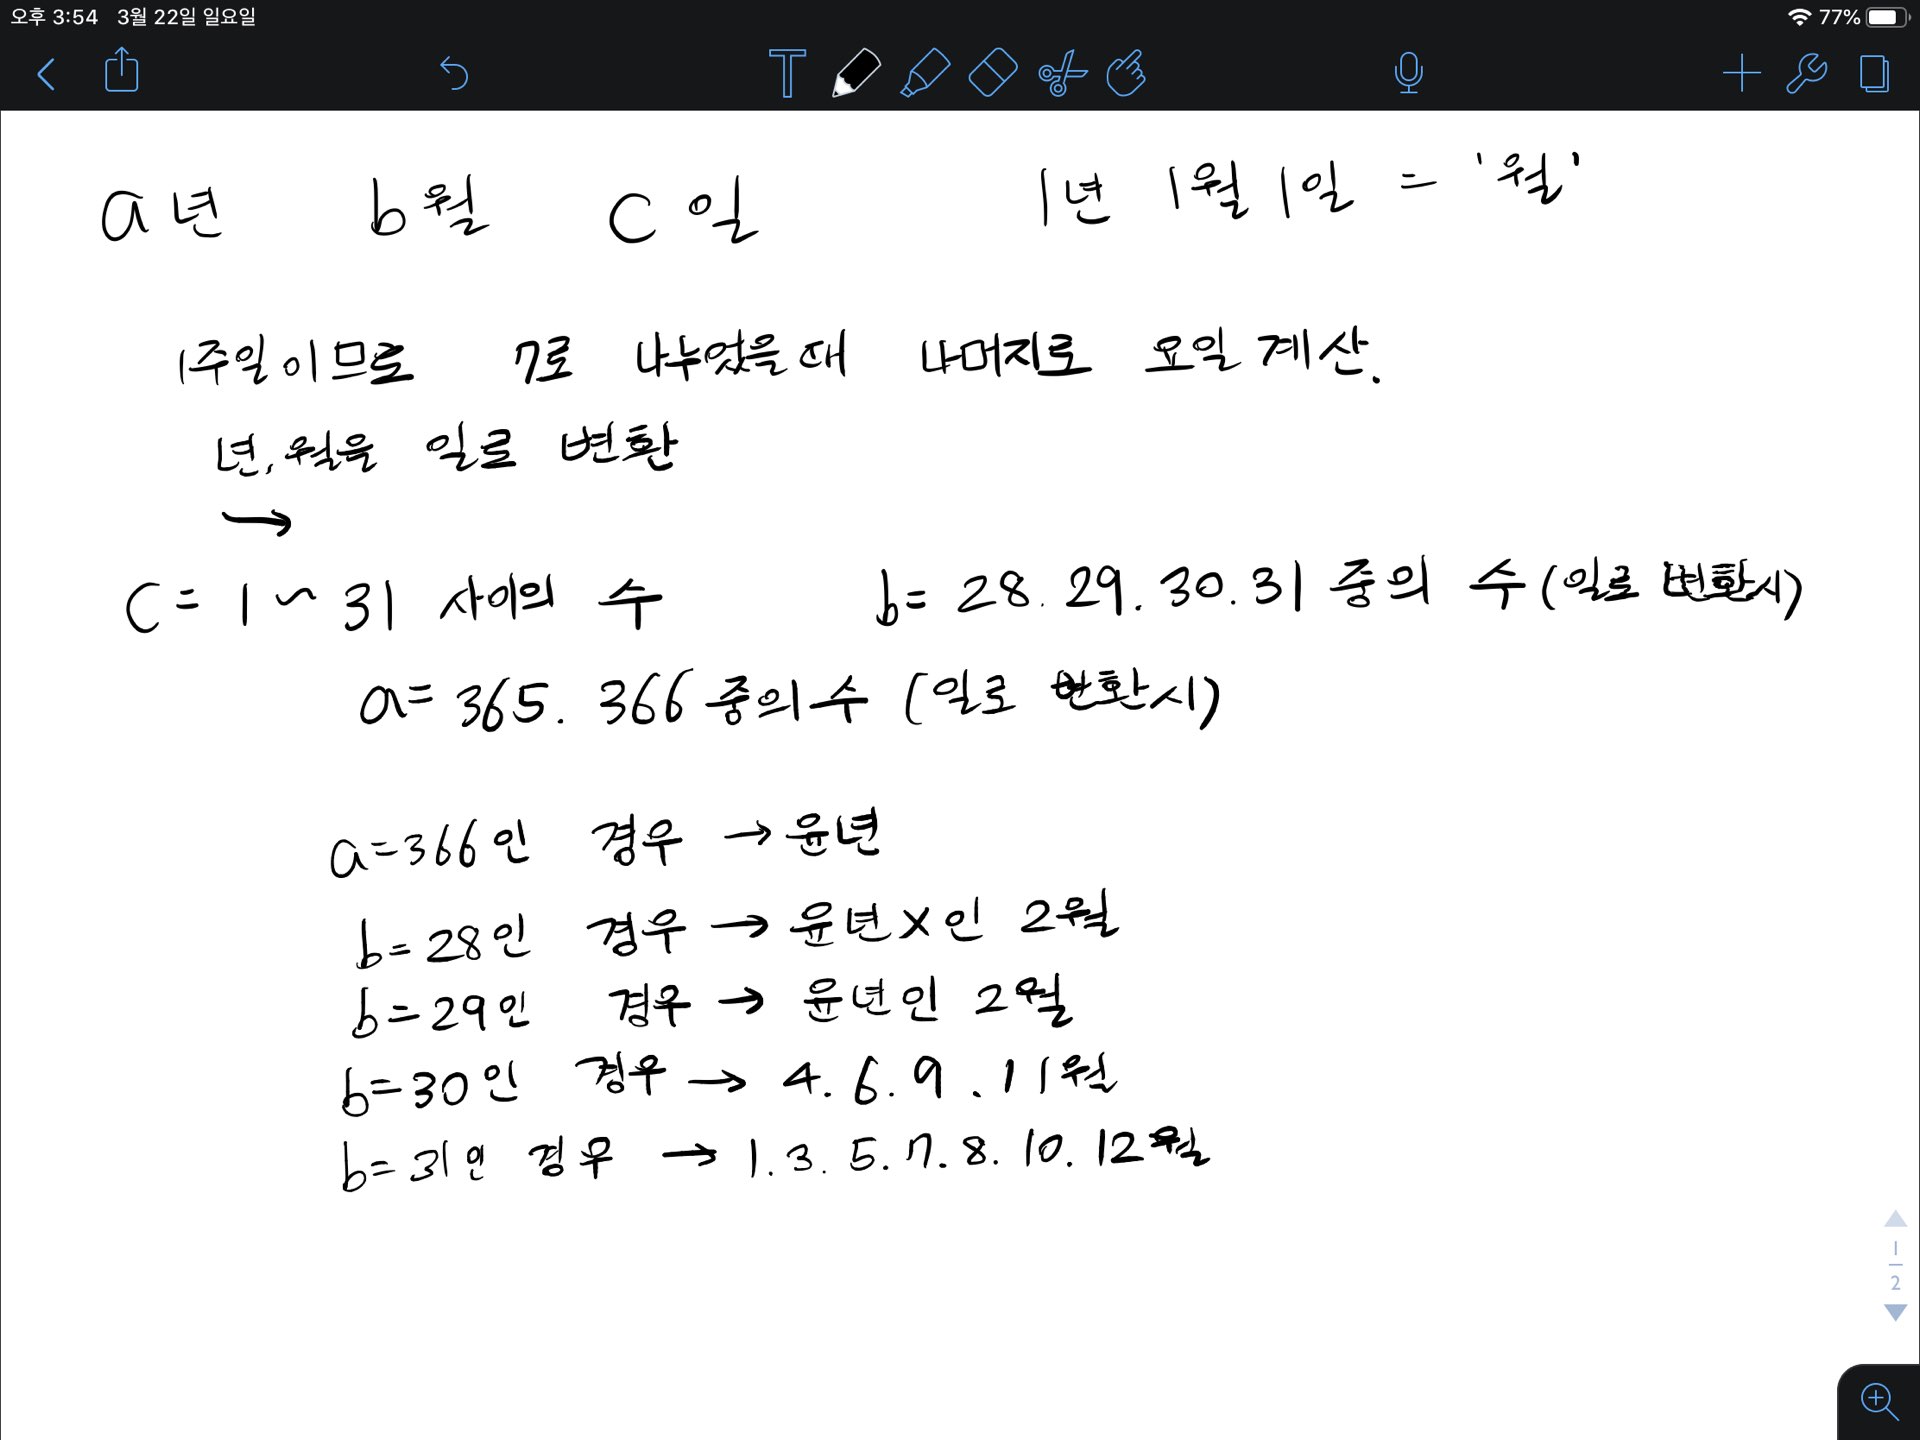 오후 3:54 3월 22일 일요일 77%
T
a년 b월 c일 1년 1월 1일 = '월'
1주일이므로 7로 나누었을때 나머지로 요일 계산.
년, 월을 일로 변환
→
C = 1 ~ 31 사이의 수 b = 28. 29. 30. 31 중의 수 (일로 변환시)
a = 365. 366 중의 수 (일로 변환시)
a=366인 경우 → 윤년
b=28인 경우 → 윤년X인 2월
b=29인 경우 → 윤년인 2월
b=30인 경우 → 4. 6. 9. 11월
b=31인 경우 → 1. 3. 5. 7. 8. 10. 12월
1
2